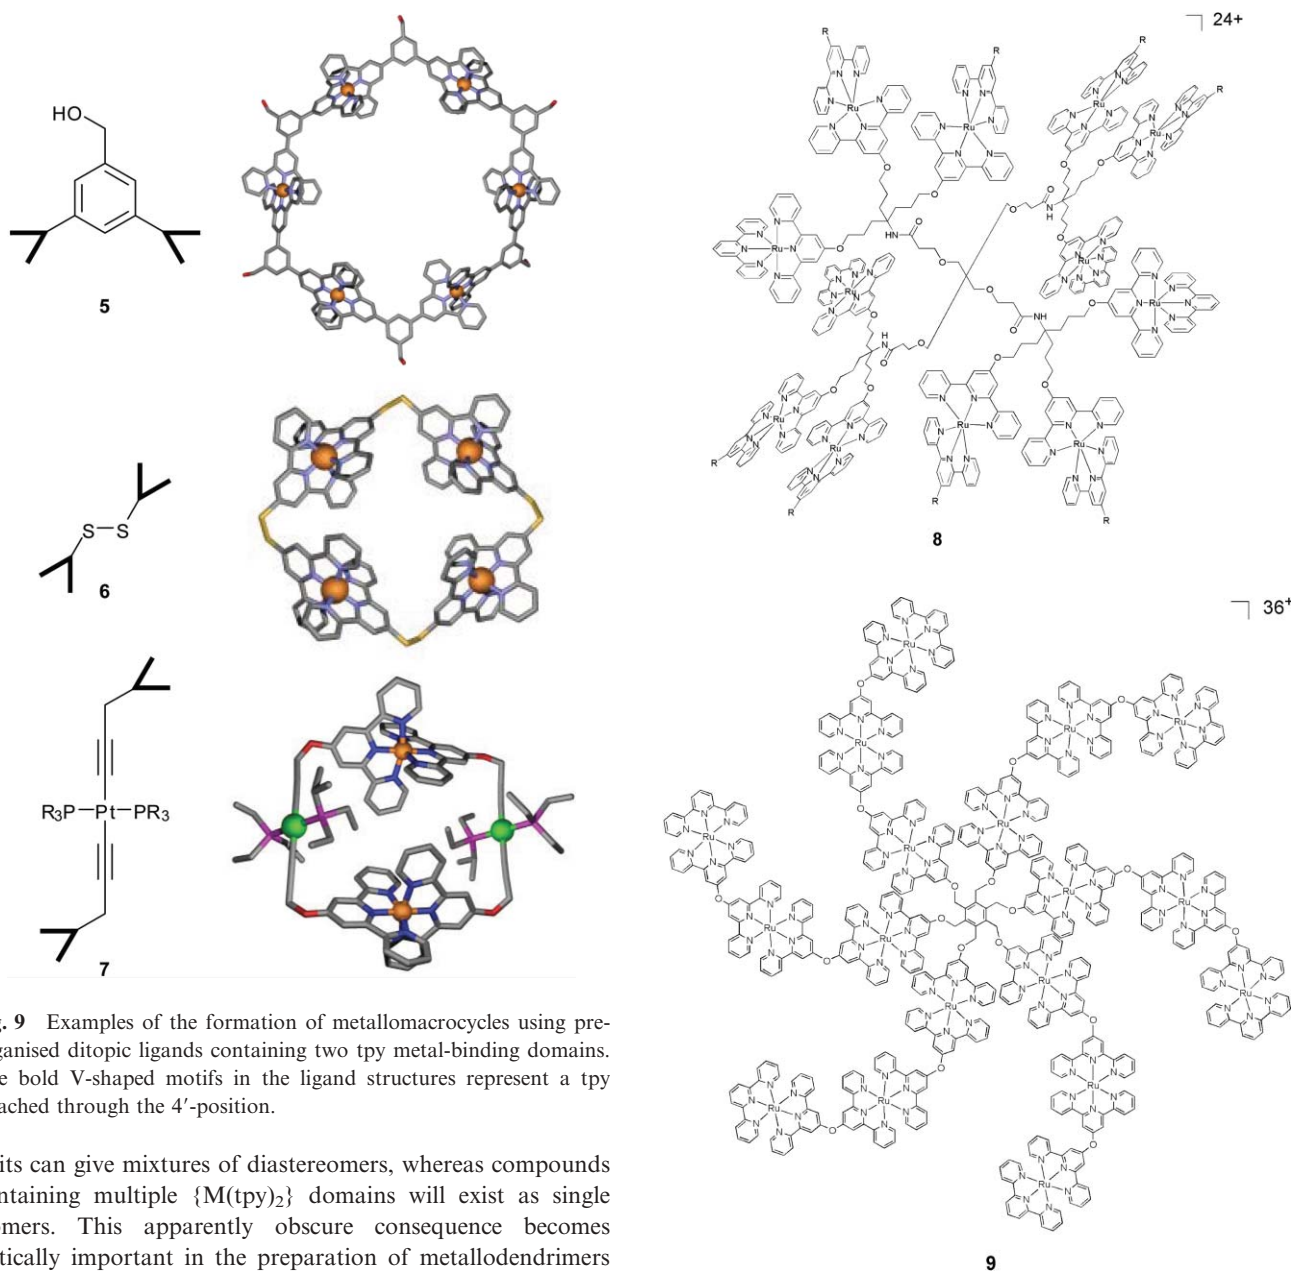 HO
5
S–S
6
R₃P–Pt–PR₃
7
g. 9 Examples of the formation of metallomacrocycles using pre-
ganised ditopic ligands containing two tpy metal-binding domains.
e bold V-shaped motifs in the ligand structures represent a tpy
ached through the 4′-position.
its can give mixtures of diastereomers, whereas compounds
ntaining multiple {M(tpy)₂} domains will exist as single
omers. This apparently obscure consequence becomes
tically important in the preparation of metallodendrimers
24+
8
36+
9